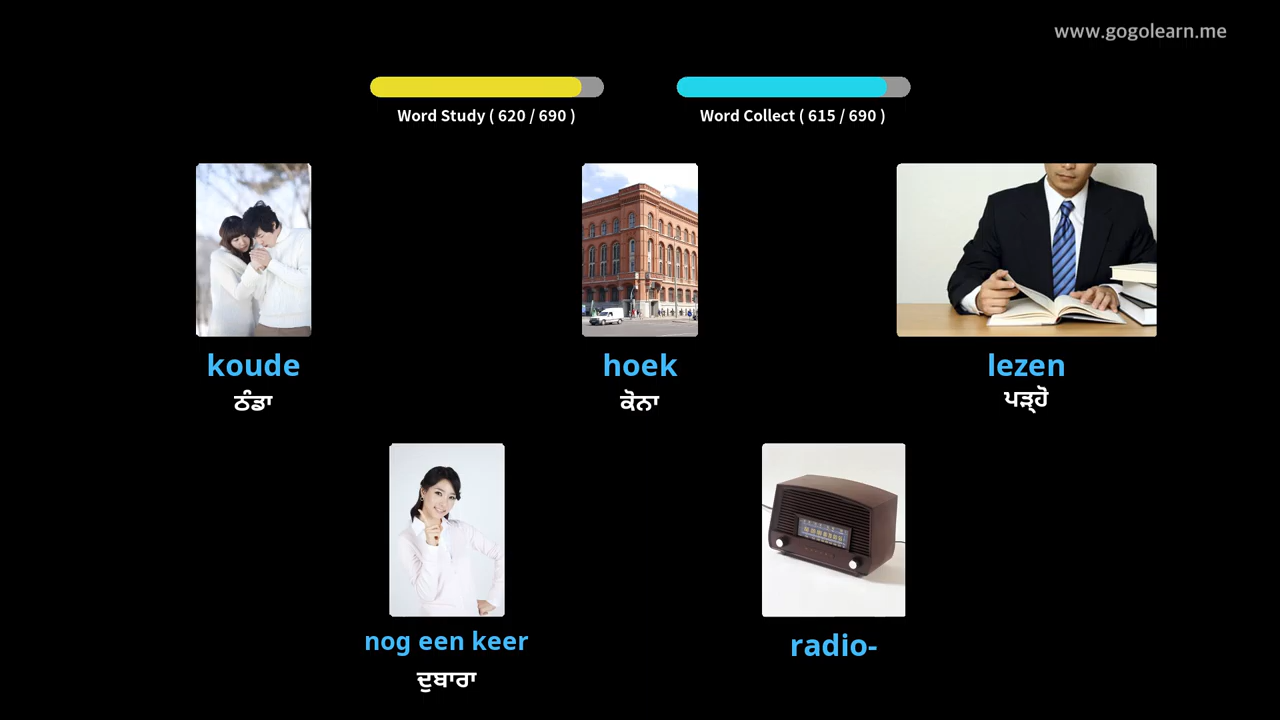 www.gogolearn.me
Word Study ( 620 / 690 )
Word Collect ( 615 / 690 )
koude
ਠੰਡਾ
hoek
ਕੋਨਾ
lezen
ਪੜ੍ਹੋ
nog een keer
ਦੁਬਾਰਾ
radio-